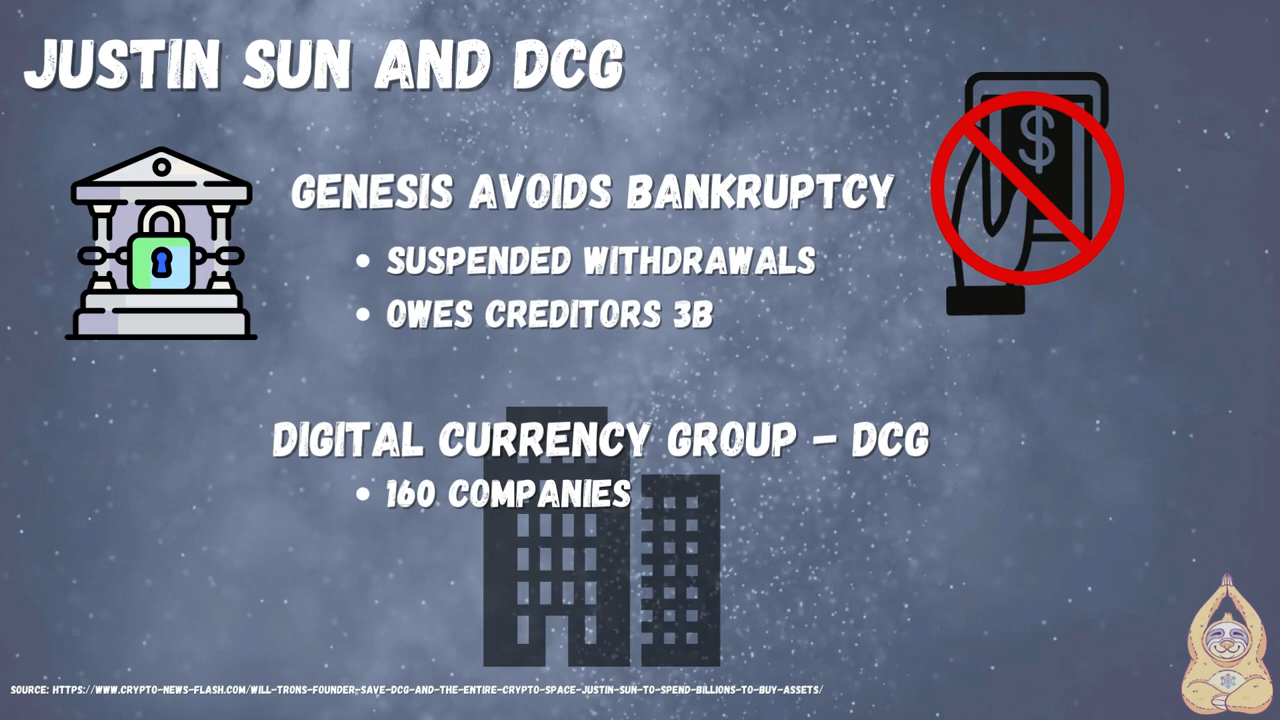 JUSTIN SUN AND DCG
GENESIS AVOIDS BANKRUPTCY
• SUSPENDED WITHDRAWALS
• OWES CREDITORS 3B
DIGITAL CURRENCY GROUP - DCG
• 160 COMPANIES
SOURCE: HTTPS://WWW.CRYPTO-NEWS-FLASH.COM/WILL-TRONS-FOUNDER-SAVE-DCG-AND-THE-ENTIRE-CRYPTO-SPACE-JUSTIN-SUN-TO-SPEND-BILLIONS-TO-BUY-ASSETS/
$